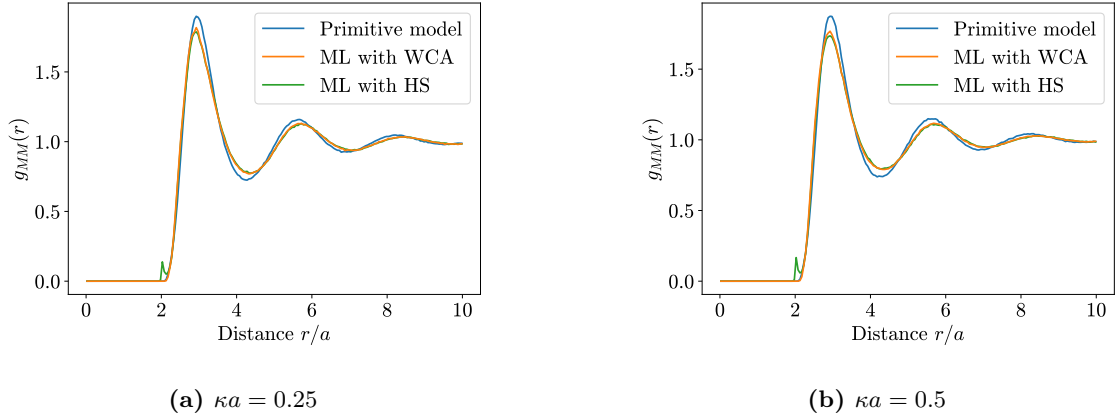 Primitive model
ML with WCA
ML with HS
g_{MM}(r)
1.5
1.0
0.5
0.0
0 2 4 6 8 10
Distance r/a
(a) κa = 0.25
Primitive model
ML with WCA
ML with HS
g_{MM}(r)
1.5
1.0
0.5
0.0
0 2 4 6 8 10
Distance r/a
(b) κa = 0.5